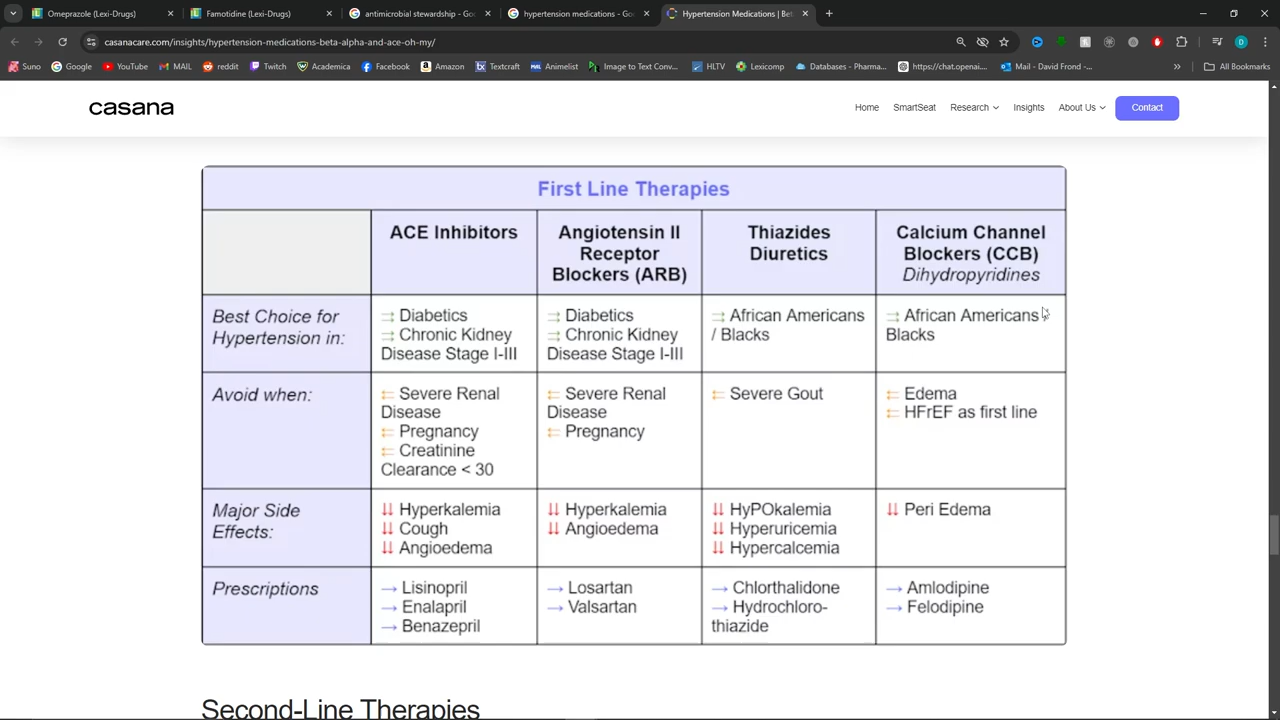 Omeprazole (Lexi-Drugs)
Famotidine (Lexi-Drugs)
antimicrobial stewardship - Go
hypertension medications - Goo
Hypertension Medications | Bet
casanacare.com/insights/hypertension-medications-beta-alpha-and-ace-oh-my/
Suno
Google
YouTube
MAIL
reddit
Twitch
Academica
Facebook
Amazon
Textcraft
Animelist
Image to Text Conv...
HLTV
Lexicomp
Databases - Pharma...
https://chat.openai....
Mail - David Frond -...
All Bookmarks
casana
Home
SmartSeat
Research
Insights
About Us
Contact
First Line Therapies
ACE Inhibitors
Angiotensin II
Receptor
Blockers (ARB)
Thiazides
Diuretics
Calcium Channel
Blockers (CCB)
Dihydropyridines
Best Choice for
Hypertension in:
⇉ Diabetics
⇉ Chronic Kidney
Disease Stage I-III
⇉ Diabetics
⇉ Chronic Kidney
Disease Stage I-III
⇉ African Americans
/ Blacks
⇉ African Americans
Blacks
Avoid when:
⇇ Severe Renal
Disease
⇇ Pregnancy
⇇ Creatinine
Clearance < 30
⇇ Severe Renal
Disease
⇇ Pregnancy
⇇ Severe Gout
⇇ Edema
⇇ HFrEF as first line
Major Side
Effects:
⇊ Hyperkalemia
⇊ Cough
⇊ Angioedema
⇊ Hyperkalemia
⇊ Angioedema
⇊ HyPOkalemia
⇊ Hyperuricemia
⇊ Hypercalcemia
⇊ Peri Edema
Prescriptions
→ Lisinopril
→ Enalapril
→ Benazepril
→ Losartan
→ Valsartan
→ Chlorthalidone
→ Hydrochloro-
thiazide
→ Amlodipine
→ Felodipine
Second-Line Therapies